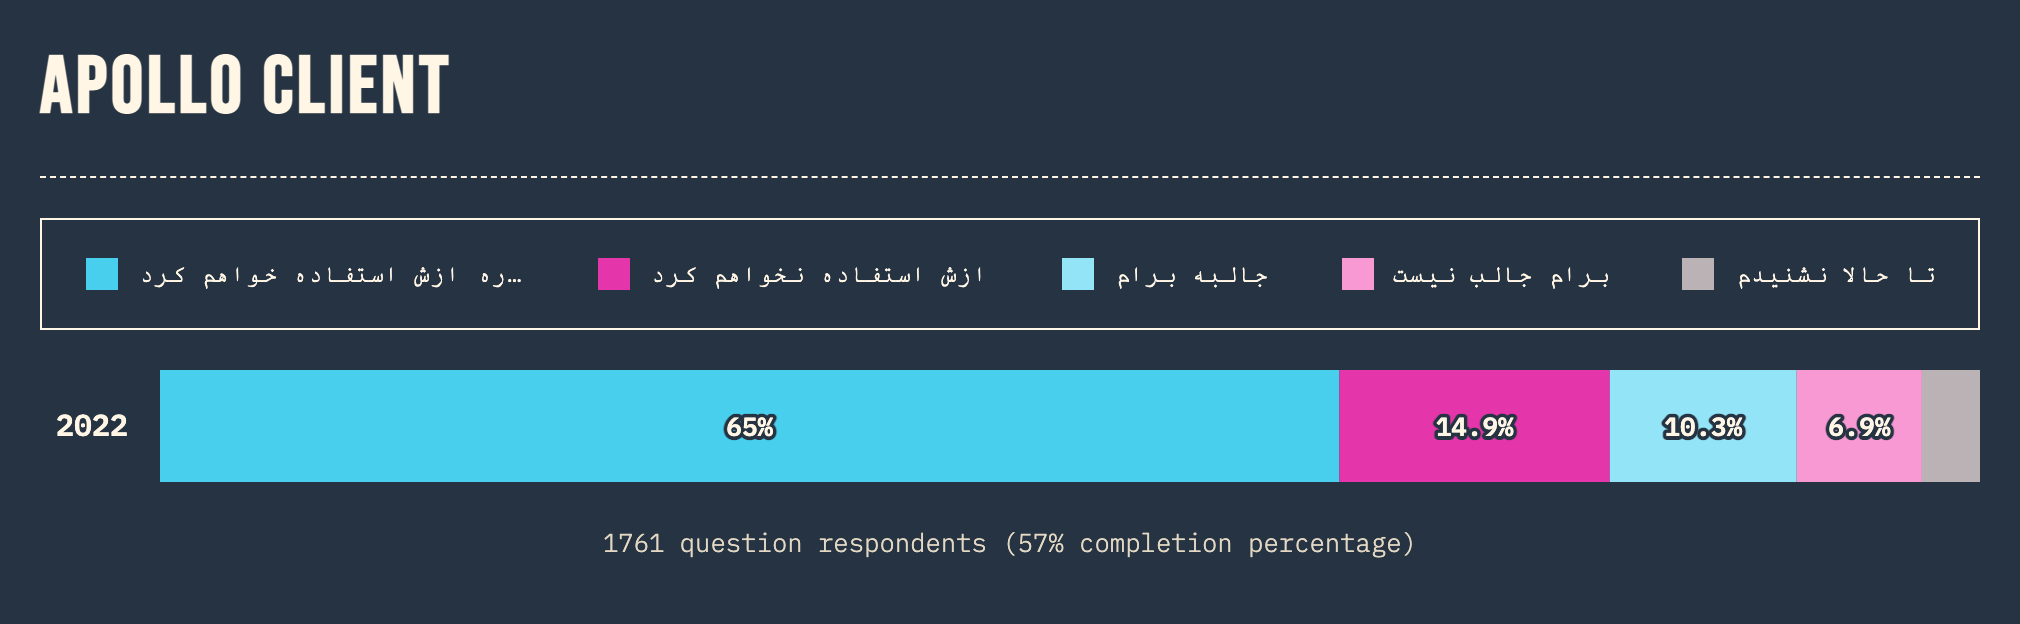 APOLLO CLIENT
…ره ازش استفاده خواهم کرد
ازش استفاده نخواهم کرد
جالبه برام
برام جالب نیست
تا حالا نشنیدم
2022 65% 14.9% 10.3% 6.9%
1761 question respondents (57% completion percentage)